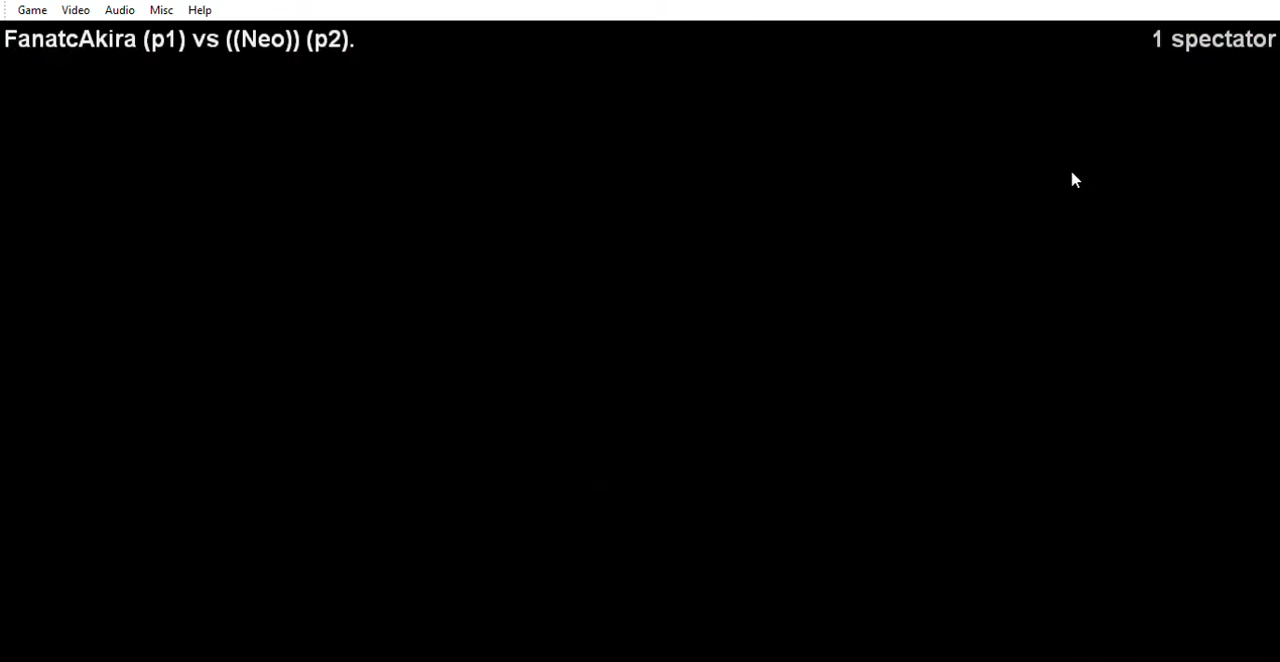 Game Video Audio Misc Help
FanatcAkira (p1) vs ((Neo)) (p2).
1 spectator